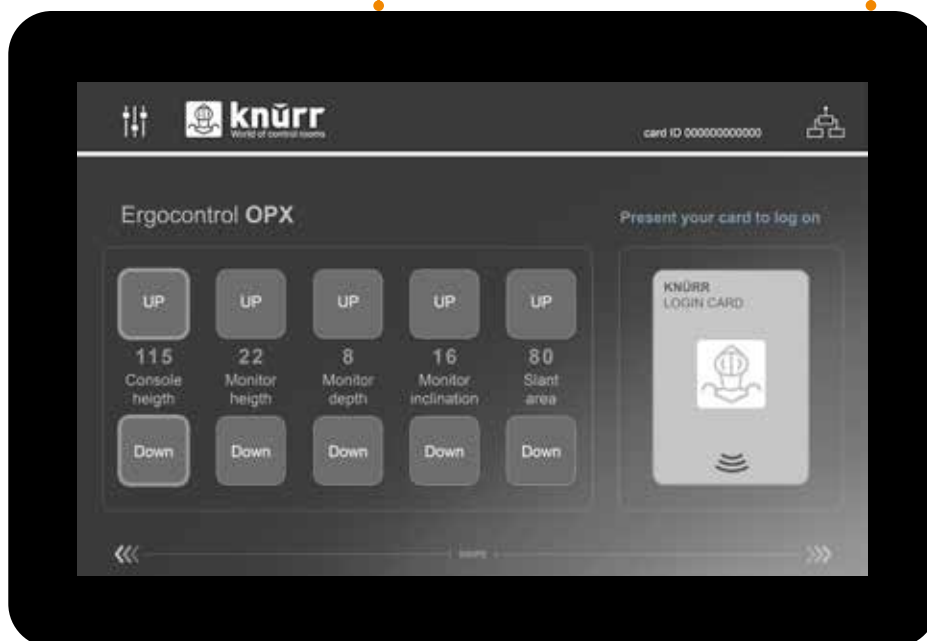 knürr
World of control rooms
card ID 000000000000
Ergocontrol OPX
Present your card to log on
UP UP UP UP UP
115 22 8 16 80
Console Monitor Monitor Monitor Slant
heigth heigth depth inclination area
Down Down Down Down Down
KNÜRR
LOGIN CARD